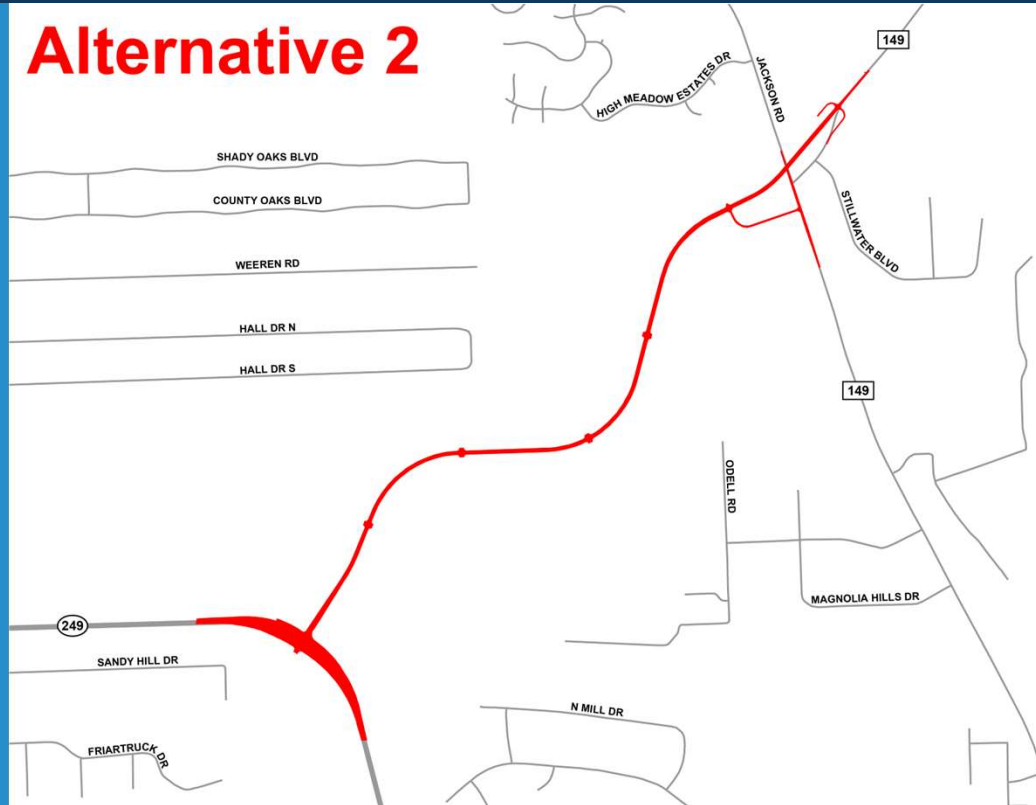 Alternative 2
149
JACKSON RD
HIGH MEADOW ESTATES DR
SHADY OAKS BLVD
COUNTY OAKS BLVD
STILLWATER BLVD
WEEREN RD
HALL DR N
HALL DR S
149
ODELL RD
MAGNOLIA HILLS DR
249
SANDY HILL DR
N MILL DR
FRIARTRUCK DR